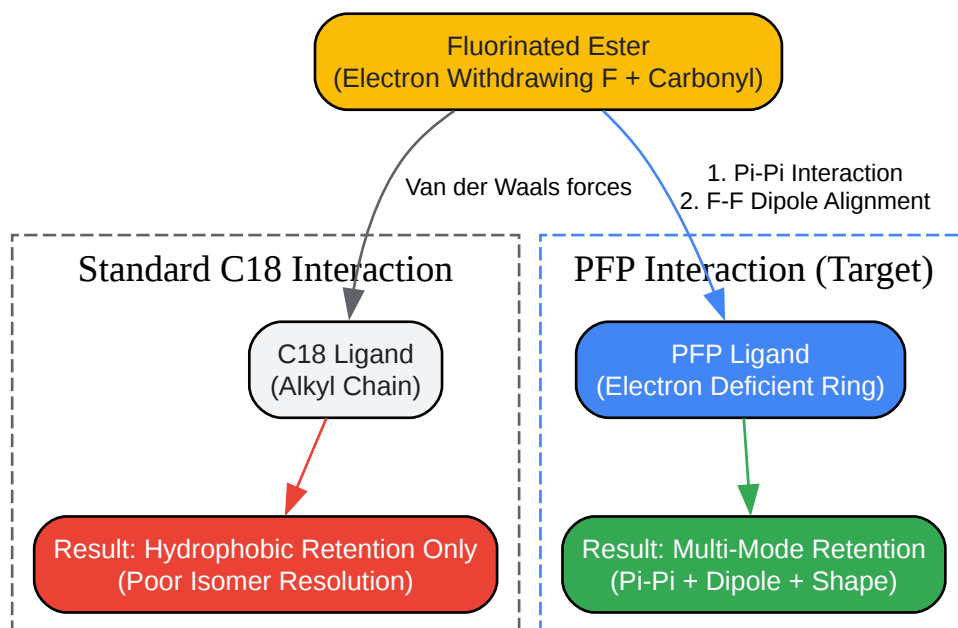 Fluorinated Ester
(Electron Withdrawing F + Carbonyl)
Van der Waals forces
1. Pi-Pi Interaction
2. F-F Dipole Alignment
Standard C18 Interaction
C18 Ligand
(Alkyl Chain)
Result: Hydrophobic Retention Only
(Poor Isomer Resolution)
PFP Interaction (Target)
PFP Ligand
(Electron Deficient Ring)
Result: Multi-Mode Retention
(Pi-Pi + Dipole + Shape)